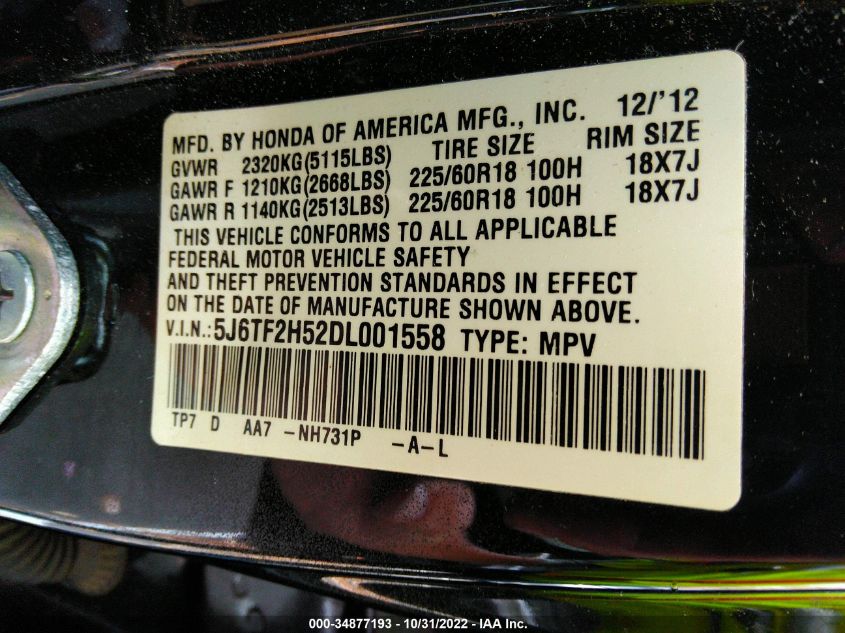 MFD. BY HONDA OF AMERICA MFG., INC. 12/'12
GVWR 2320KG(5115LBS) TIRE SIZE RIM SIZE
GAWR F 1210KG(2668LBS) 225/60R18 100H 18X7J
GAWR R 1140KG(2513LBS) 225/60R18 100H 18X7J
THIS VEHICLE CONFORMS TO ALL APPLICABLE
FEDERAL MOTOR VEHICLE SAFETY
AND THEFT PREVENTION STANDARDS IN EFFECT
ON THE DATE OF MANUFACTURE SHOWN ABOVE.
V.I.N.: 5J6TF2H52DL001558 TYPE: MPV
TP7 D AA7 -NH731P -A-L
000-34877193 - 10/31/2022 - IAA Inc.